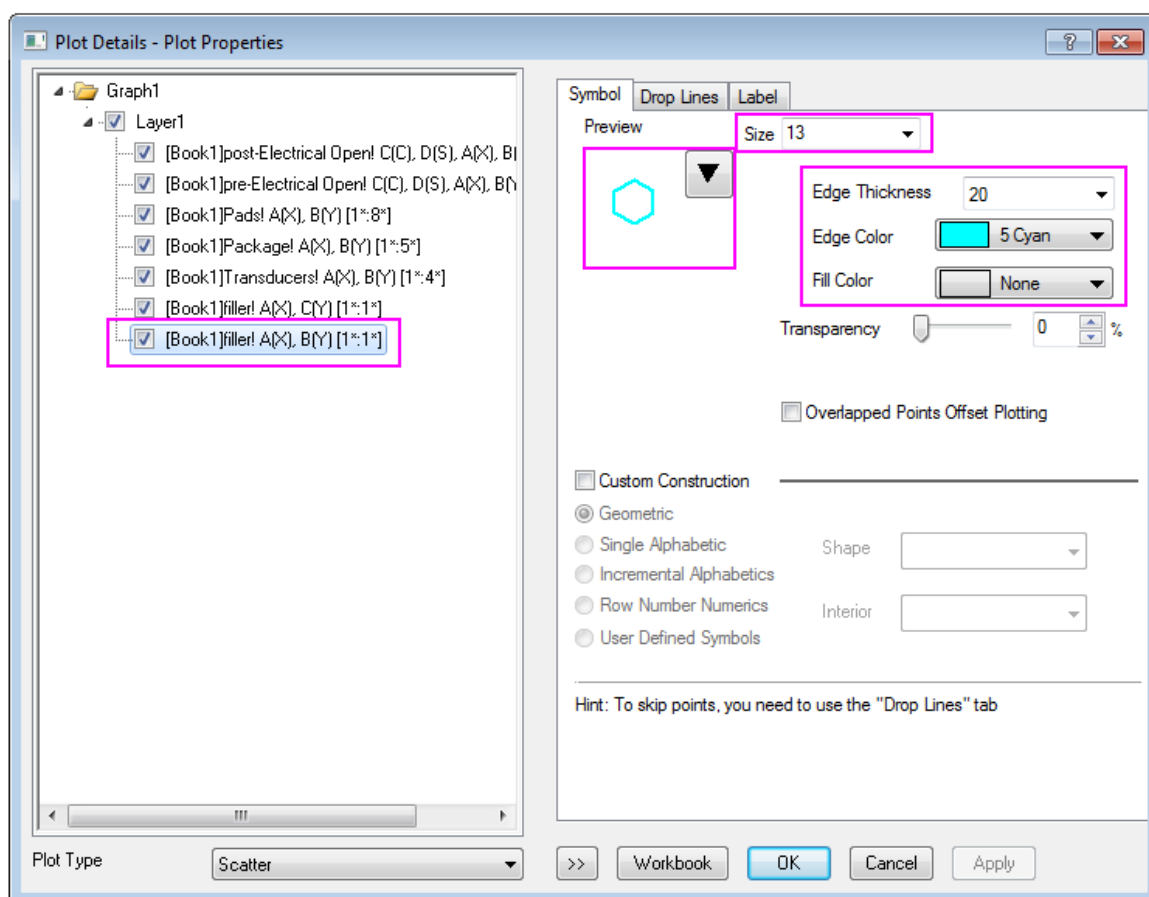 Plot Details - Plot Properties
Graph1
Layer1
[Book1]post-Electrical Open! C(C), D(S), A(X), B(
[Book1]pre-Electrical Open! C(C), D(S), A(X), B(
[Book1]Pads! A(X), B(Y) [1*:8*]
[Book1]Package! A(X), B(Y) [1*:5*]
[Book1]Transducers! A(X), B(Y) [1*:4*]
[Book1]filler! A(X), C(Y) [1*:1*]
[Book1]filler! A(X), B(Y) [1*:1*]
Plot Type Scatter
Symbol Drop Lines Label
Preview Size 13
Edge Thickness 20
Edge Color 5 Cyan
Fill Color None
Transparency 0 %
Overlapped Points Offset Plotting
Custom Construction
Geometric
Single Alphabetic Shape
Incremental Alphabetics
Row Number Numerics Interior
User Defined Symbols
Hint: To skip points, you need to use the "Drop Lines" tab
>> Workbook OK Cancel Apply